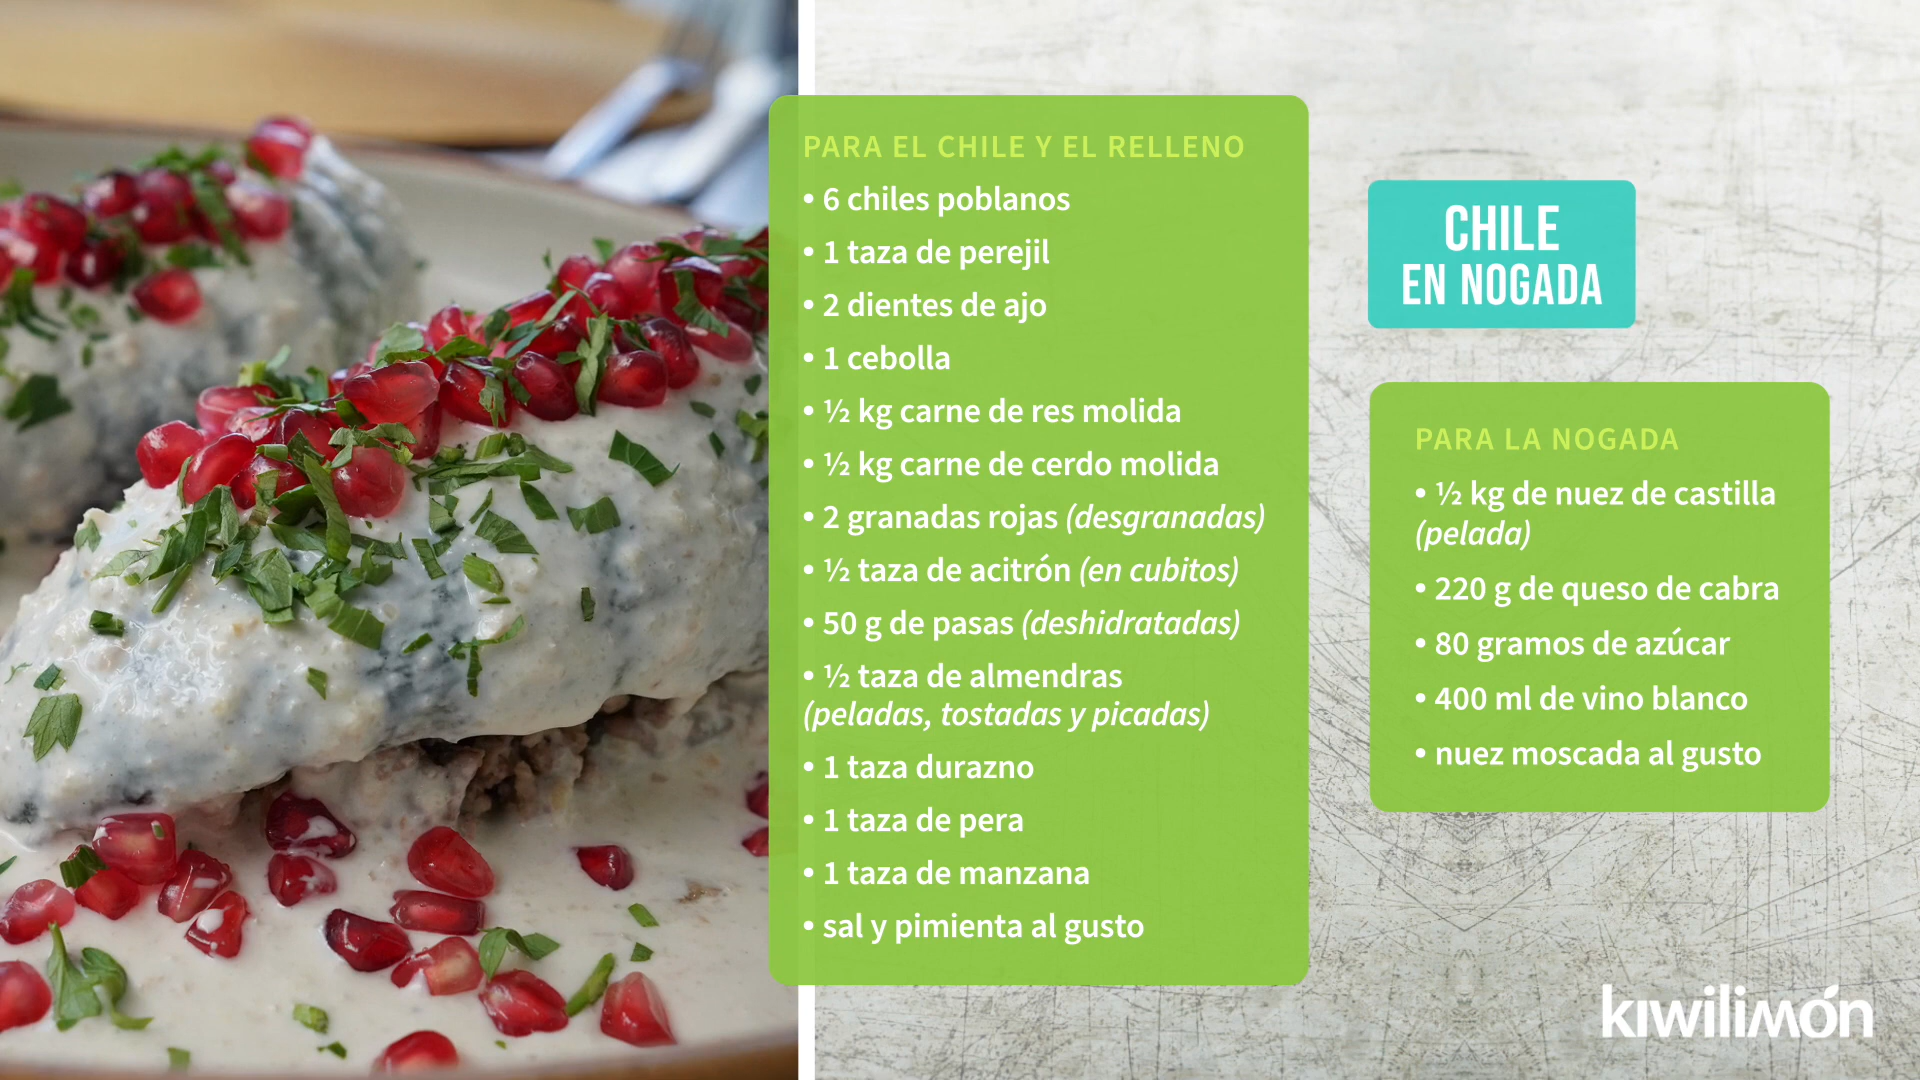 PARA EL CHILE Y EL RELLENO
• 6 chiles poblanos
• 1 taza de perejil
• 2 dientes de ajo
• 1 cebolla
• ½ kg carne de res molida
• ½ kg carne de cerdo molida
• 2 granadas rojas (desgranadas)
• ½ taza de acitrón (en cubitos)
• 50 g de pasas (deshidratadas)
• ½ taza de almendras
(peladas, tostadas y picadas)
• 1 taza durazno
• 1 taza de pera
• 1 taza de manzana
• sal y pimienta al gusto
CHILE
EN NOGADA
PARA LA NOGADA
• ½ kg de nuez de castilla
(pelada)
• 220 g de queso de cabra
• 80 gramos de azúcar
• 400 ml de vino blanco
• nuez moscada al gusto
kiwilimón